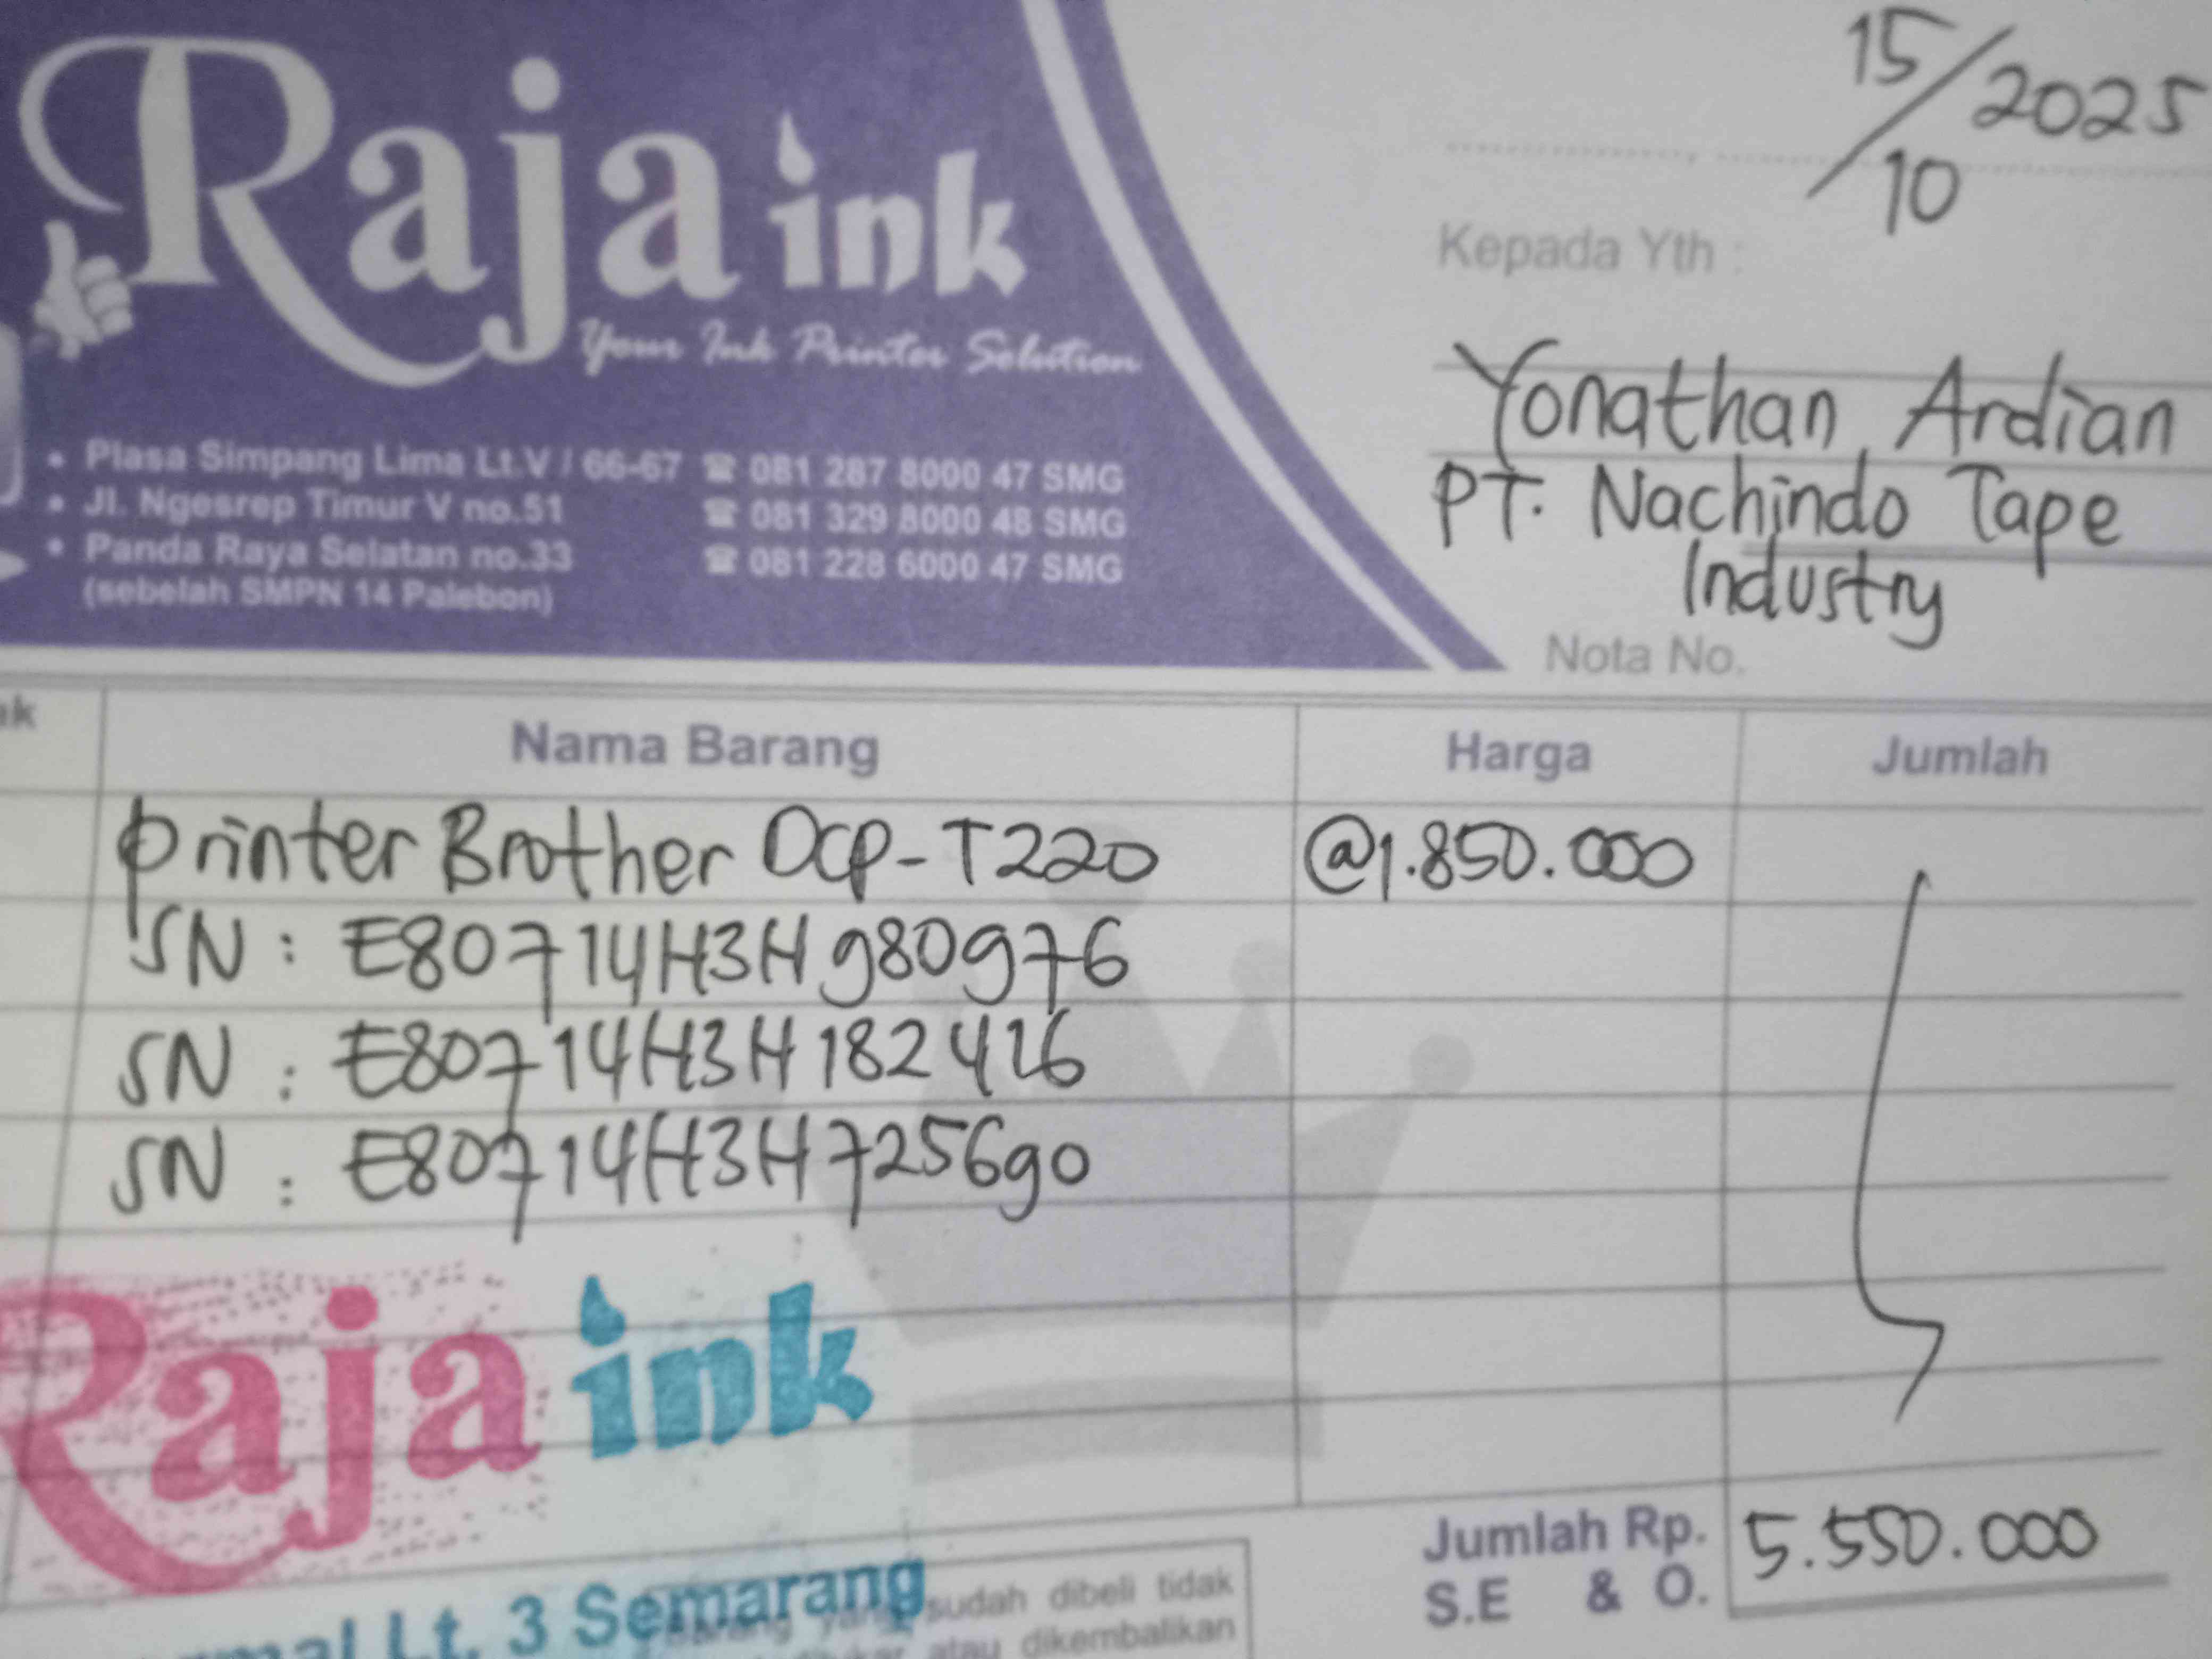 Raja ink
Your Ink Printer Solution
• Plasa Simpang Lima Lt.V / 66-67 ☎ 081 287 8000 47 SMG
• Jl. Ngesrep Timur V no.51 ☎ 081 329 8000 48 SMG
• Panda Raya Selatan no.33 ☎ 081 228 6000 47 SMG
(sebelah SMPN 14 Palebon)
15/10/2025
Kepada Yth :
Yonathan Ardian
PT. Nachindo Tape
Industry
Nota No.
Nama Barang Harga Jumlah
Printer Brother DCP-T220 @1.850.000
SN : E80714H3H980976
SN : E80714H3H182416
SN : E80714H3H725690
Raja ink
Lt. 3 Semarang
sudah dibeli tidak
atau dikembalikan
Jumlah Rp. 5.550.000
S.E & O.